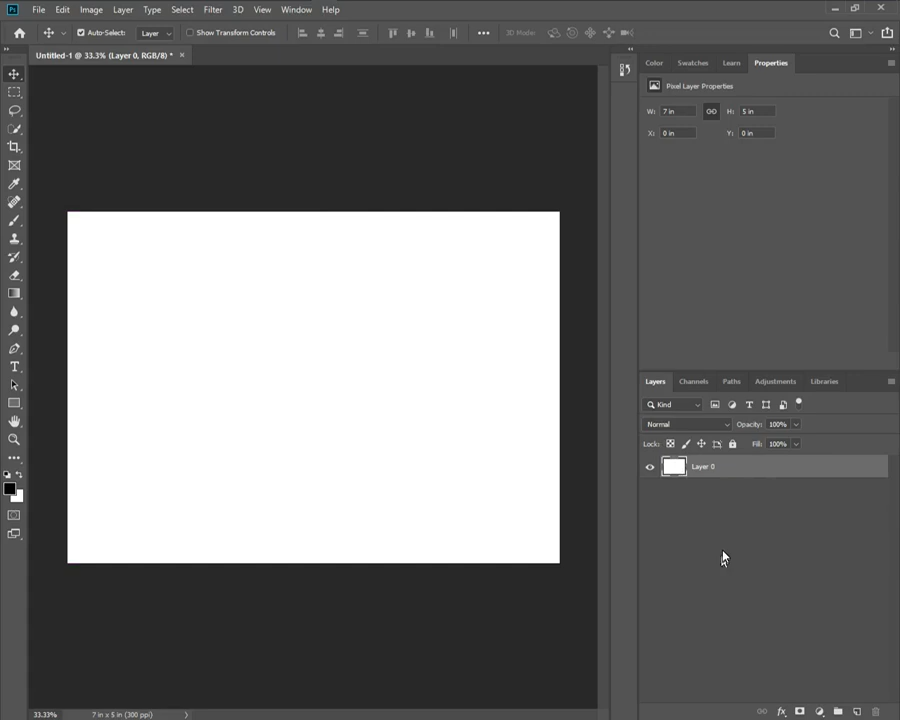 Ps File Edit Image Layer Type Select Filter 3D View Window Help
Auto-Select: Layer Show Transform Controls 3D Mode:
Untitled-1 @ 33.3% (Layer 0, RGB/8) * ×
Color Swatches Learn Properties
Pixel Layer Properties
W: 7 in H: 5 in
X: 0 in Y: 0 in
Layers Channels Paths Adjustments Libraries
Kind
Normal Opacity: 100%
Lock: Fill: 100%
Layer 0
fx
33.33% 7 in x 5 in (300 ppi)